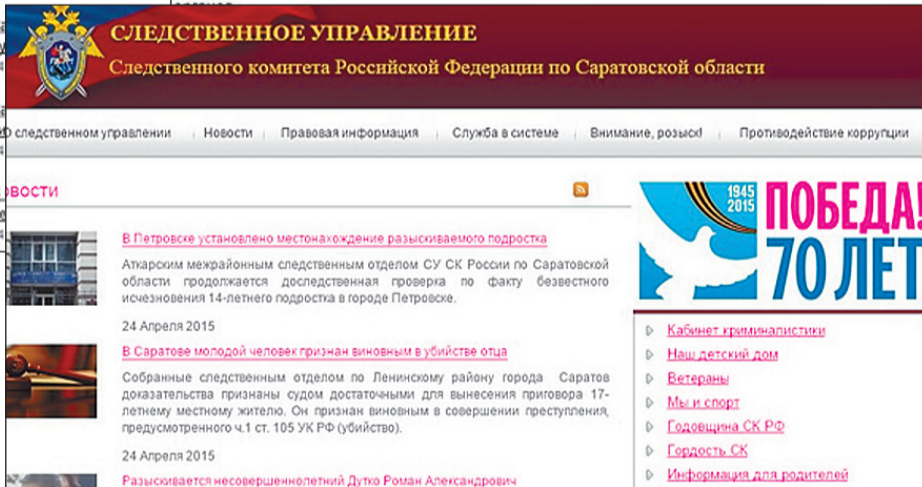 СЛЕДСТВЕННОЕ УПРАВЛЕНИЕ
Следственного комитета Российской Федерации по Саратовской области
О следственном управлении
Новости
Правовая информация
Служба в системе
Внимание, розыск!
Противодействие коррупции
овости
В Петровске установлено местонахождение разыскиваемого подростка
Аткарским межрайонным следственным отделом СУ СК России по Саратовской
области продолжается доследственная проверка по факту безвестного
исчезновения 14-летнего подростка в городе Петровске.
24 Апреля 2015
В Саратове молодой человек признан виновным в убийстве отца
Собранные следственным отделом по Ленинскому району города Саратов
доказательства признаны судом достаточными для вынесения приговора 17-
летнему местному жителю. Он признан виновным в совершении преступления,
предусмотренного ч.1 ст. 105 УК РФ (убийство).
24 Апреля 2015
Разыскивается несовершеннолетний Дутко Роман Александрович
1945
2015
ПОБЕДА!
70 ЛЕТ
Кабинет криминалистики
Наш детский дом
Ветераны
Мы и спорт
Годовщина СК РФ
Гордость СК
Информация для родителей